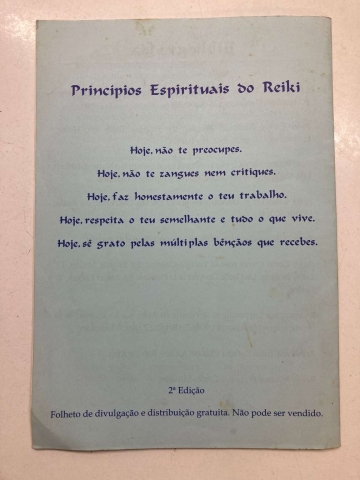 Princípios Espirituais do Reiki
Hoje, não te preocupes.
Hoje, não te zangues nem critiques.
Hoje, faz honestamente o teu trabalho.
Hoje, respeita o teu semelhante e tudo o que vive.
Hoje, sê grato pelas múltiplas bênçãos que recebes.
2ª Edição
Folheto de divulgação e distribuição gratuita. Não pode ser vendido.